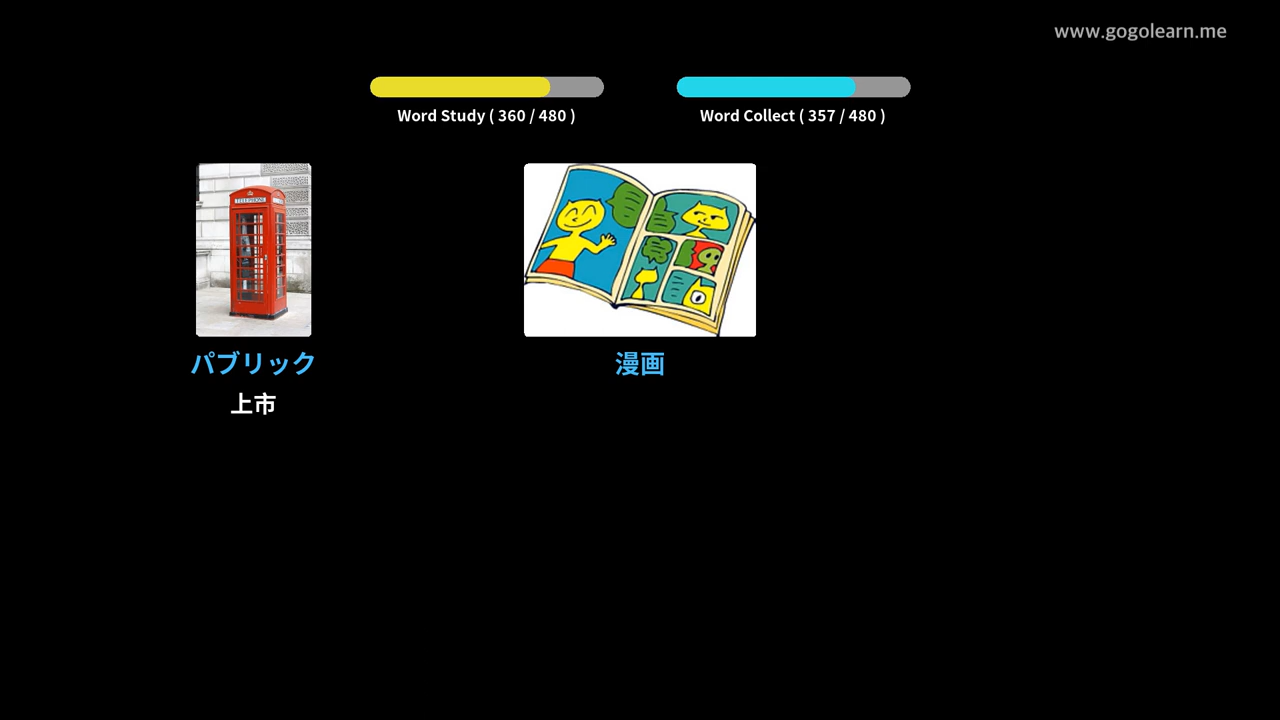 www.gogolearn.me
Word Study ( 360 / 480 )
Word Collect ( 357 / 480 )
TELEPHONE
パブリック
漫画
上市